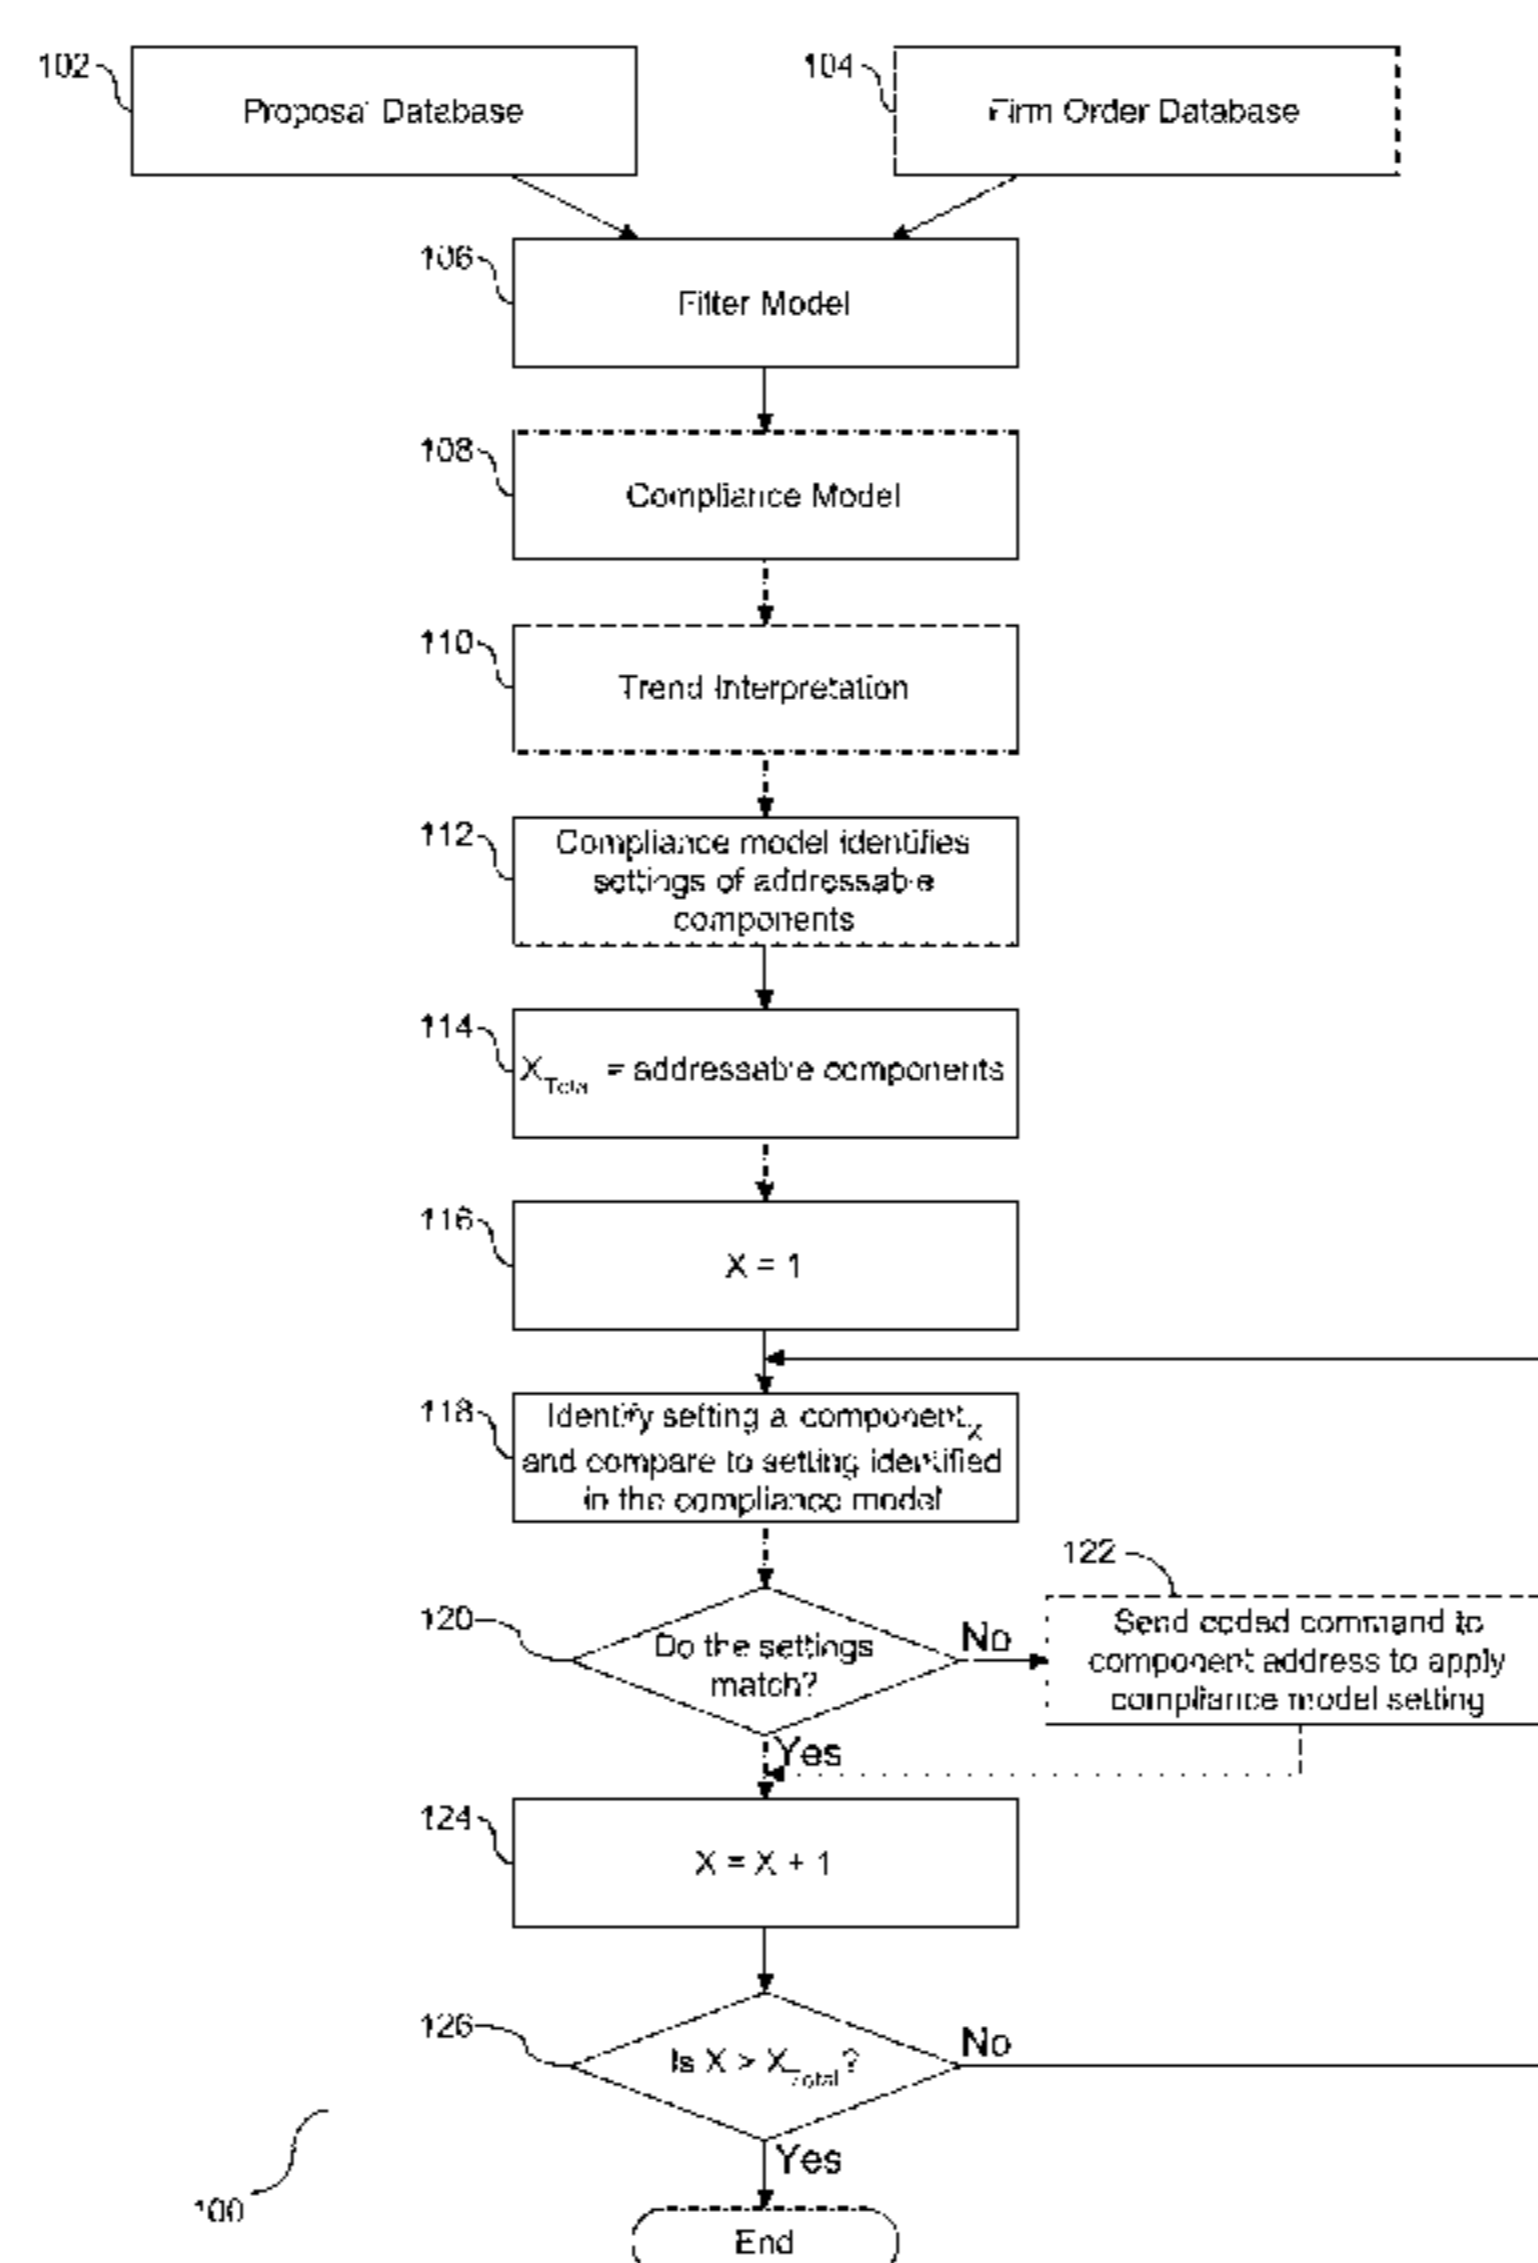 102
Proposal Database
104
Firm Order Database
106
Filter Model
108
Compliance Model
110
Trend Interpretation
112
Compliance model identifies
settings of addressable
components
114
XTotal = addressable components
116
X = 1
118
Identify setting a componentX
and compare to setting identified
in the compliance model
120
Do the settings
match?
No
122
Send coded command to
component address to apply
compliance model setting
Yes
124
X = X + 1
126
Is X > XTotal?
No
Yes
100
End